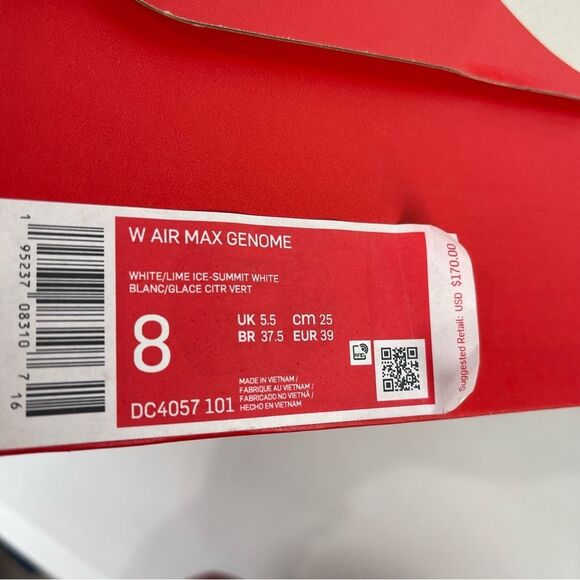 W AIR MAX GENOME
WHITE/LIME ICE-SUMMIT WHITE
BLANC/GLACE CITR VERT
8
UK 5.5 CM 25
BR 37.5 EUR 39
DC4057 101
MADE IN VIETNAM /
FABRIQUE AU VIETNAM /
FABRICADO NO VIETNÃ /
HECHO EN VIETNAM
RFID
Suggested Retail: USD $170.00
1 95237 08310 7 16